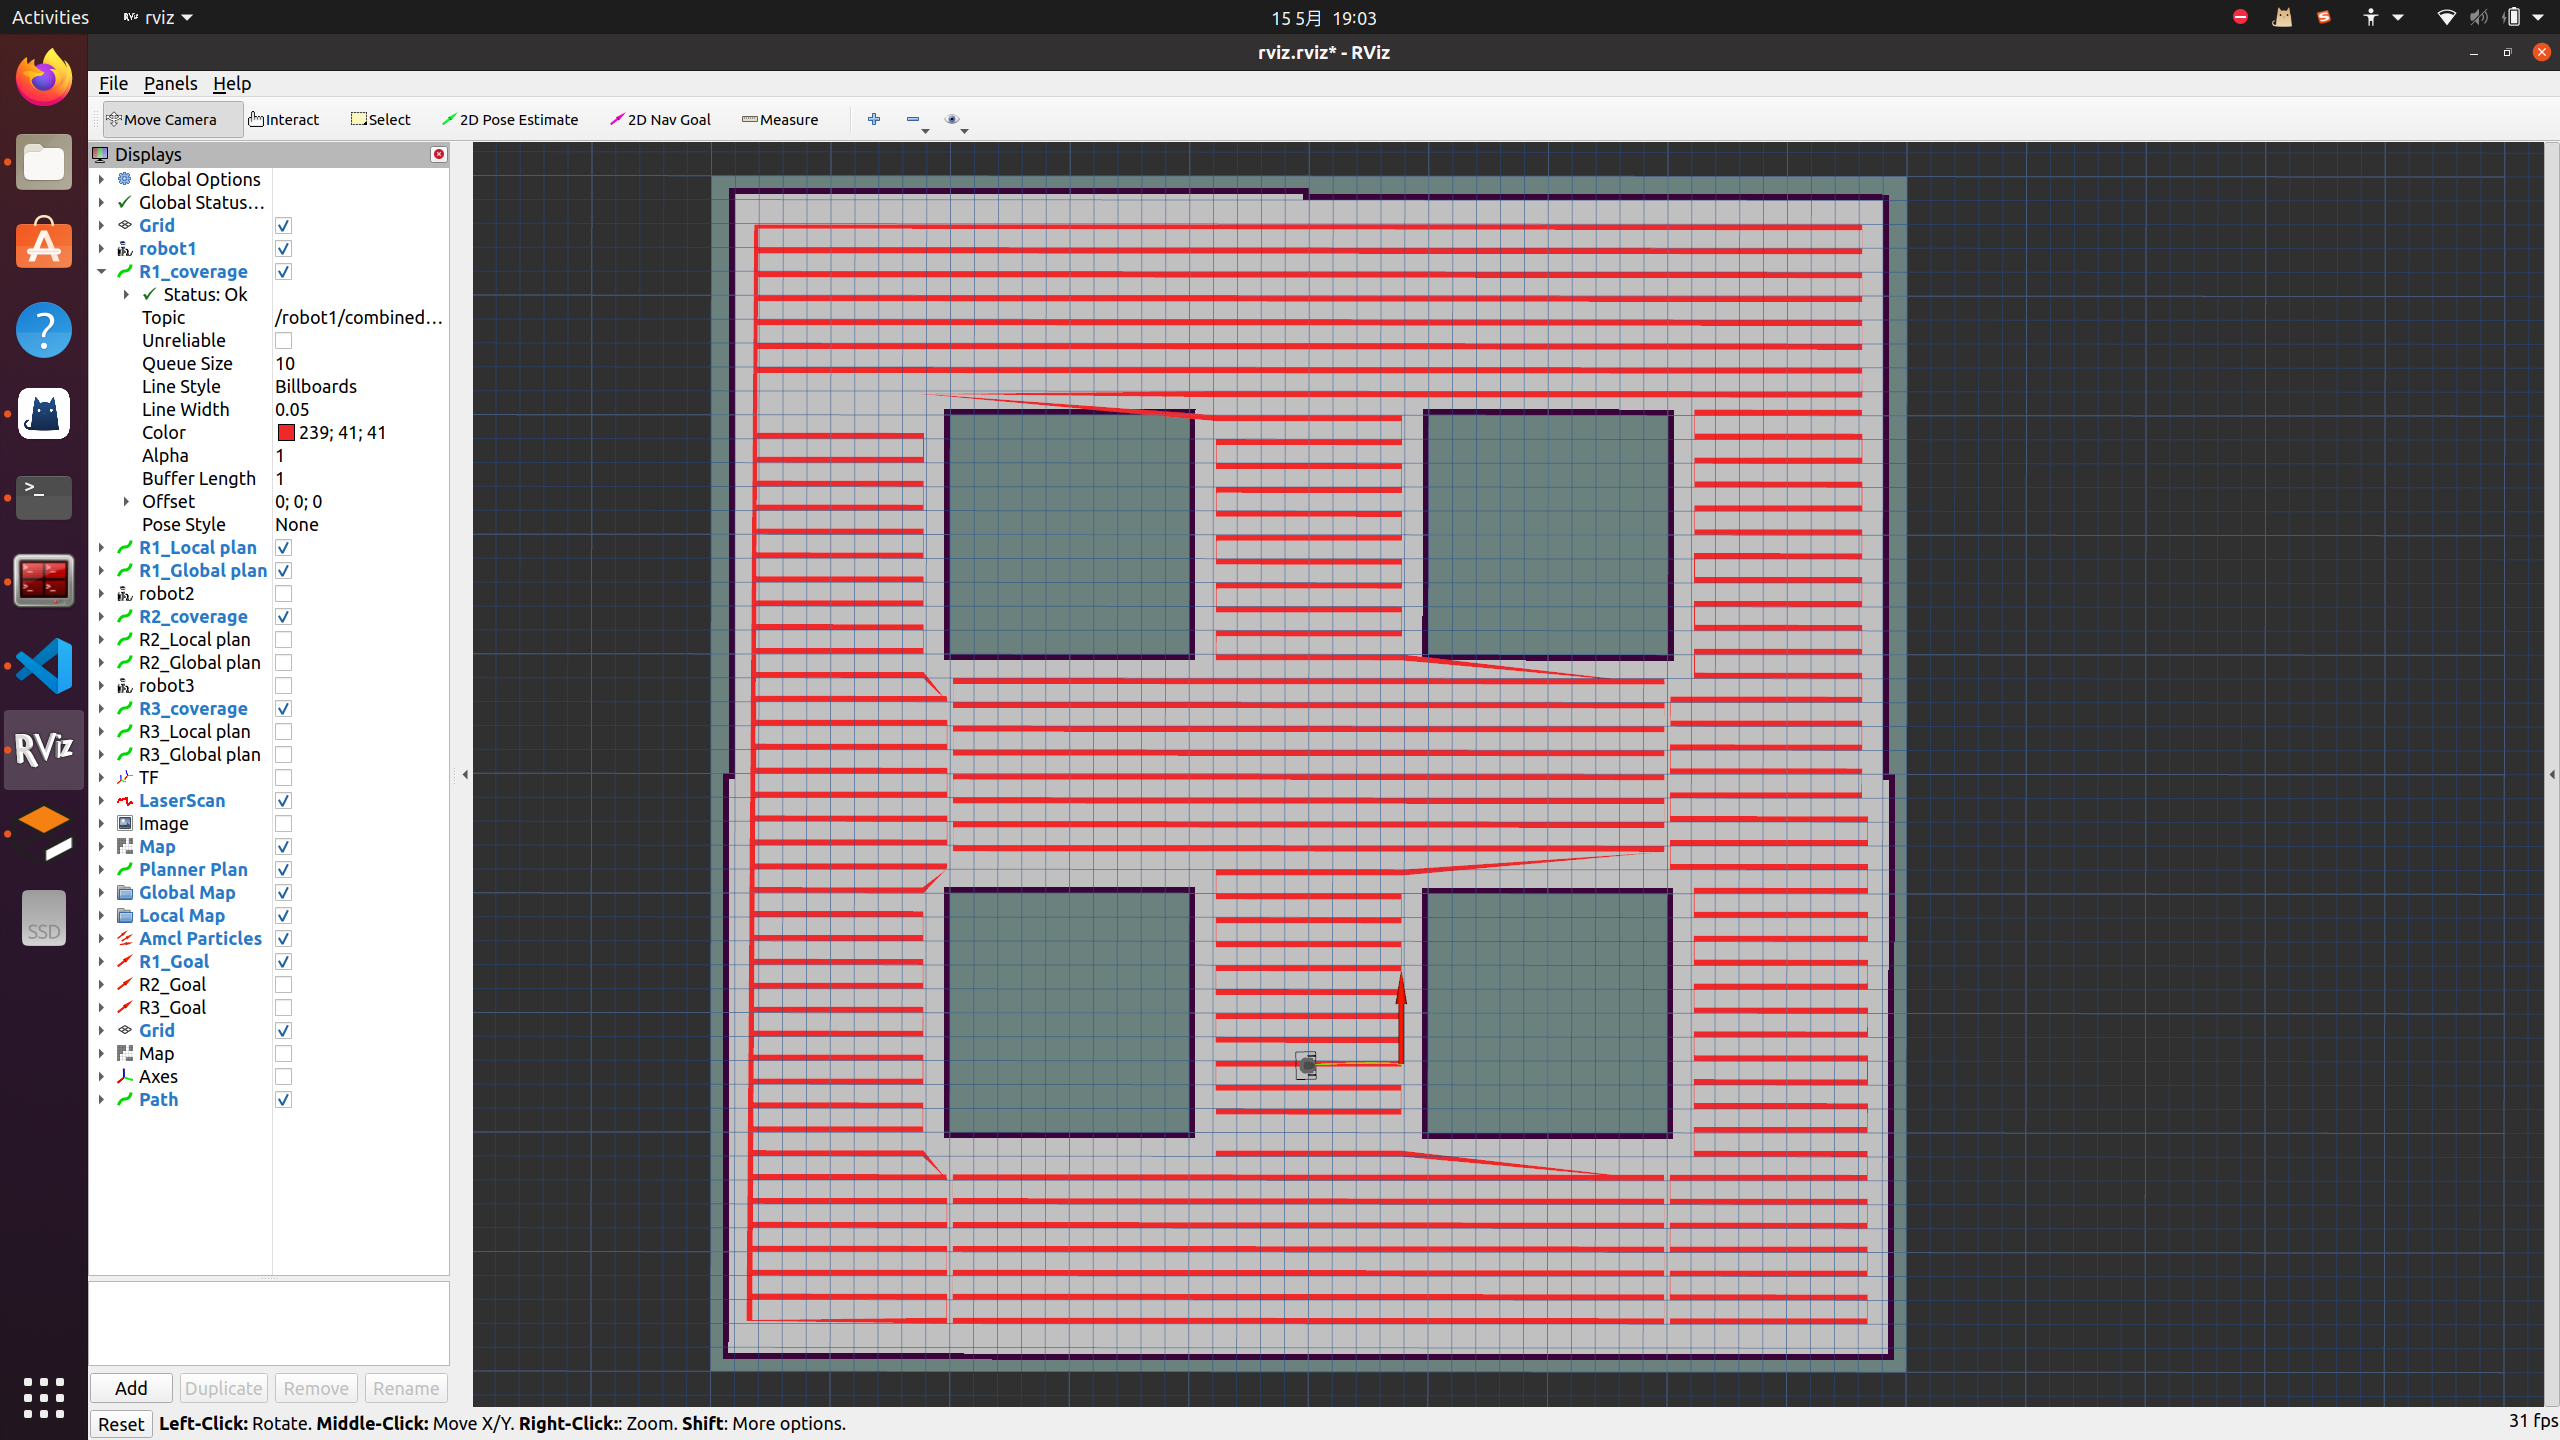 Activities
RViz rviz
15 5月 19:03
rviz.rviz* - RViz
File Panels Help
Move Camera Interact Select 2D Pose Estimate 2D Nav Goal Measure
Displays
Global Options
Global Status…
Grid
robot1
R1_coverage
Status: Ok
Topic /robot1/combined…
Unreliable
Queue Size 10
Line Style Billboards
Line Width 0.05
Color 239; 41; 41
Alpha 1
Buffer Length 1
Offset 0; 0; 0
Pose Style None
R1_Local plan
R1_Global plan
robot2
R2_coverage
R2_Local plan
R2_Global plan
robot3
R3_coverage
R3_Local plan
R3_Global plan
TF
LaserScan
Image
Map
Planner Plan
Global Map
Local Map
Amcl Particles
R1_Goal
R2_Goal
R3_Goal
Grid
Map
Axes
Path
RViz
SSD
Add Duplicate Remove Rename
Reset Left-Click: Rotate. Middle-Click: Move X/Y. Right-Click:: Zoom. Shift: More options.
31 fps